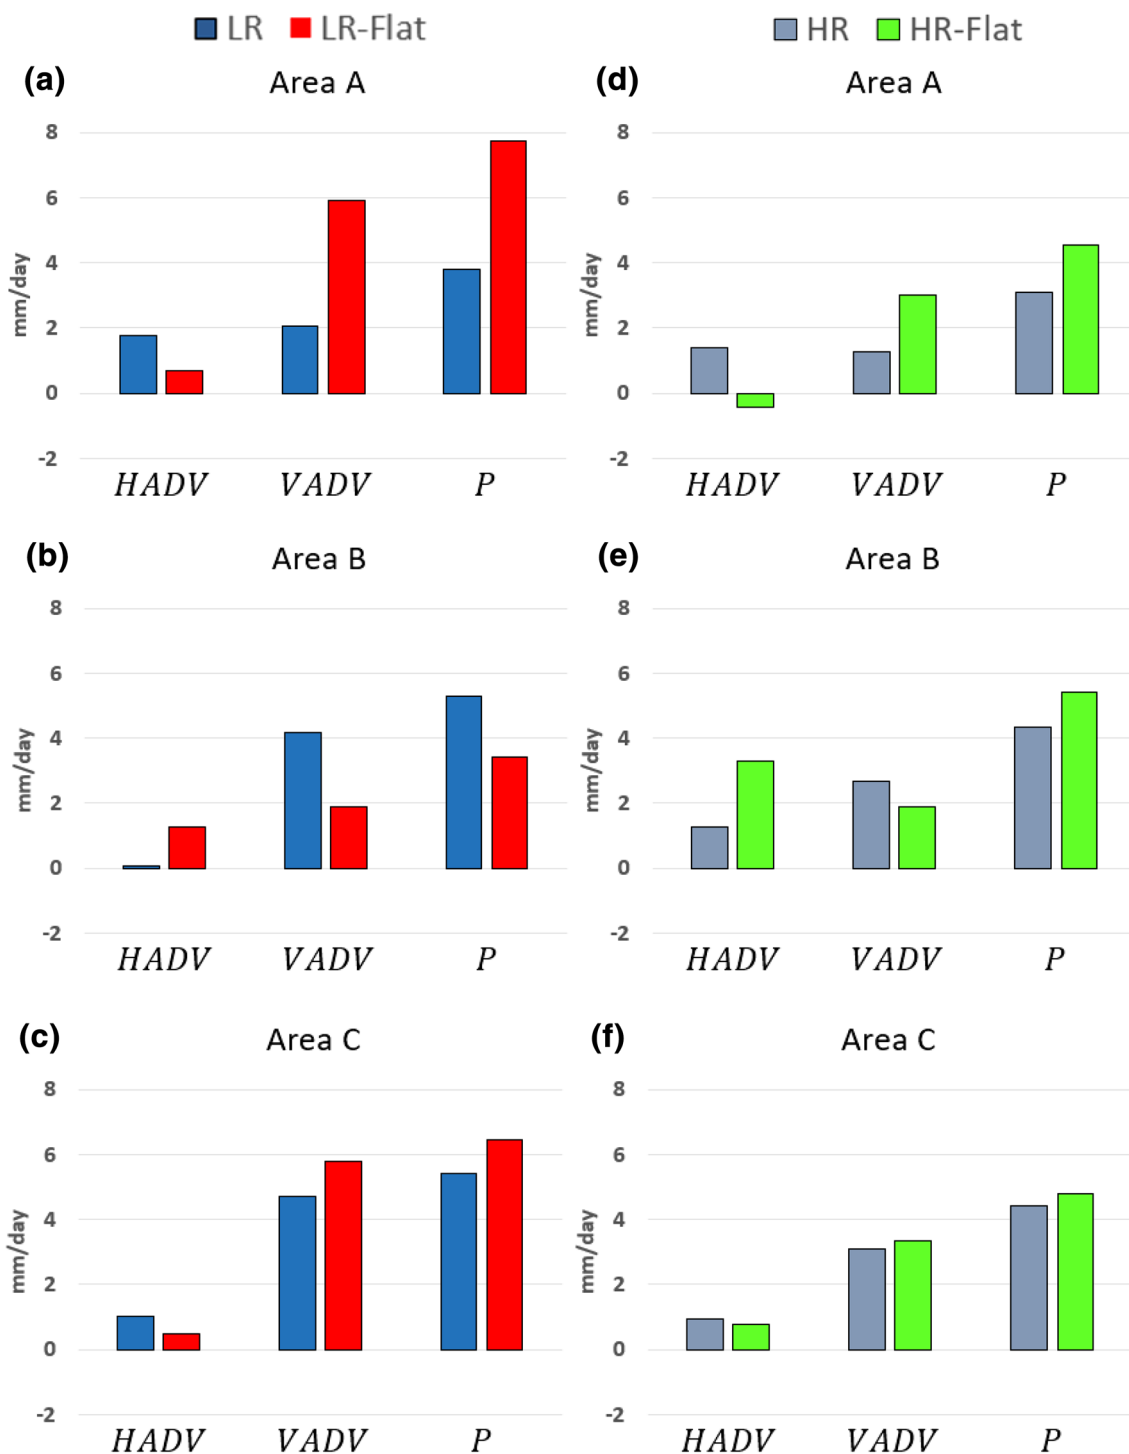 LR LR-Flat HR HR-Flat
(a) Area A
8
6
4
2
0
-2
mm/day
HADV VADV P
(d) Area A
8
6
4
2
0
-2
mm/day
HADV VADV P
(b) Area B
8
6
4
2
0
-2
mm/day
HADV VADV P
(e) Area B
8
6
4
2
0
-2
mm/day
HADV VADV P
(c) Area C
8
6
4
2
0
-2
mm/day
HADV VADV P
(f) Area C
8
6
4
2
0
-2
mm/day
HADV VADV P